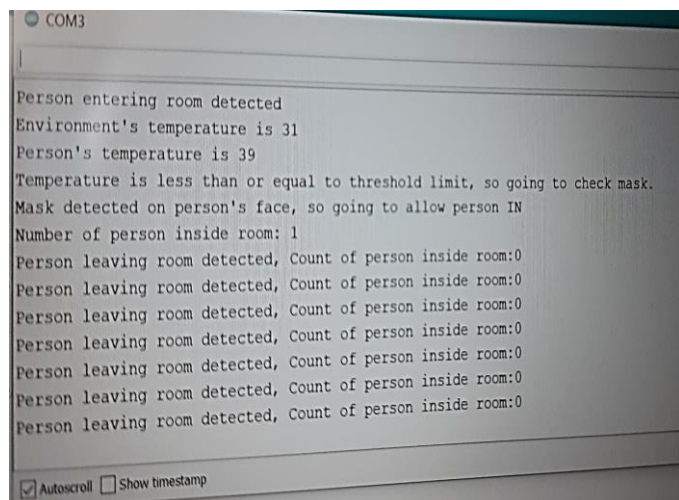 COM3
Person entering room detected
Environment's temperature is 31
Person's temperature is 39
Temperature is less than or equal to threshold limit, so going to check mask.
Mask detected on person's face, so going to allow person IN
Number of person inside room: 1
Person leaving room detected, Count of person inside room:0
Person leaving room detected, Count of person inside room:0
Person leaving room detected, Count of person inside room:0
Person leaving room detected, Count of person inside room:0
Person leaving room detected, Count of person inside room:0
Person leaving room detected, Count of person inside room:0
Person leaving room detected, Count of person inside room:0
Autoscroll Show timestamp